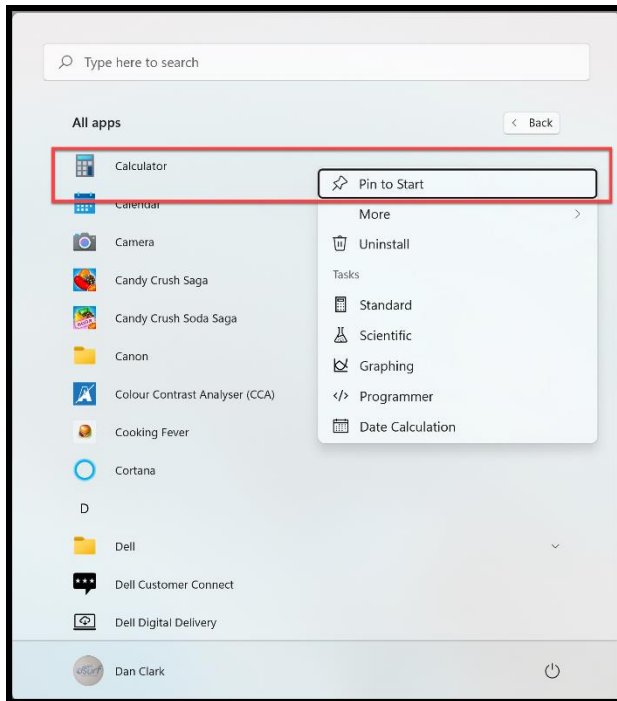 Type here to search
All apps
Back
Calculator
Pin to Start
Calendar
More
Camera
Uninstall
Tasks
Candy Crush Saga
Standard
Candy Crush Soda Saga
Scientific
Canon
Graphing
Colour Contrast Analyser (CCA)
Programmer
Cooking Fever
Date Calculation
Cortana
D
Dell
Dell Customer Connect
Dell Digital Delivery
Dan Clark